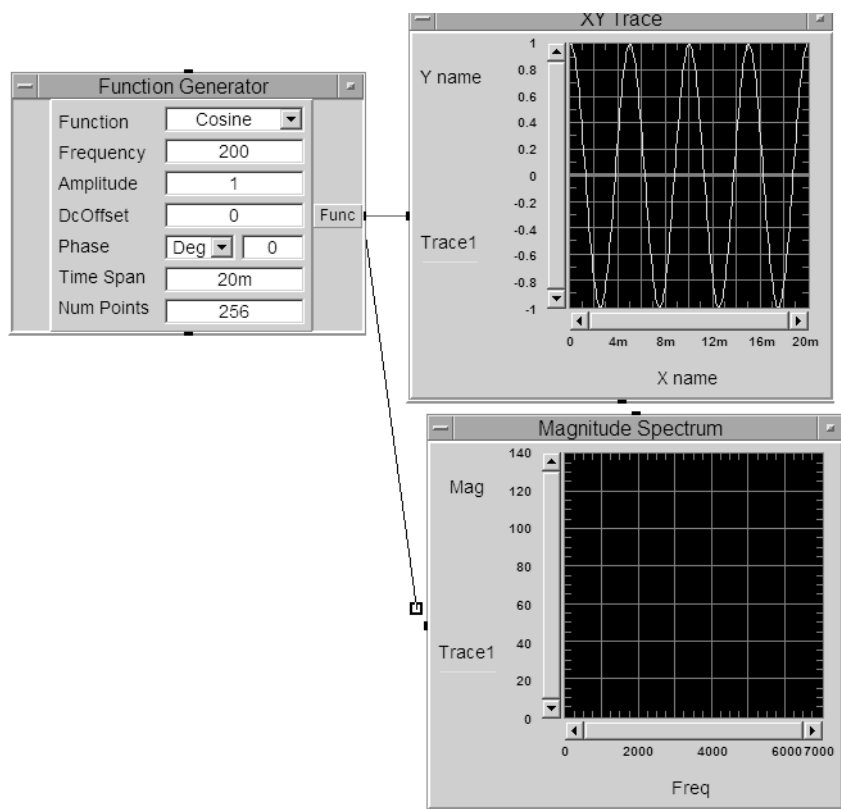 Function Generator
Function Cosine
Frequency 200
Amplitude 1
DcOffset 0
Phase Deg 0
Time Span 20m
Num Points 256
Func
XY Trace
Y name
Trace1
1
0.8
0.6
0.4
0.2
0
-0.2
-0.4
-0.6
-0.8
-1
0 4m 8m 12m 16m 20m
X name
Magnitude Spectrum
Mag
Trace1
140
120
100
80
60
40
20
0
0 2000 4000 6000 7000
Freq